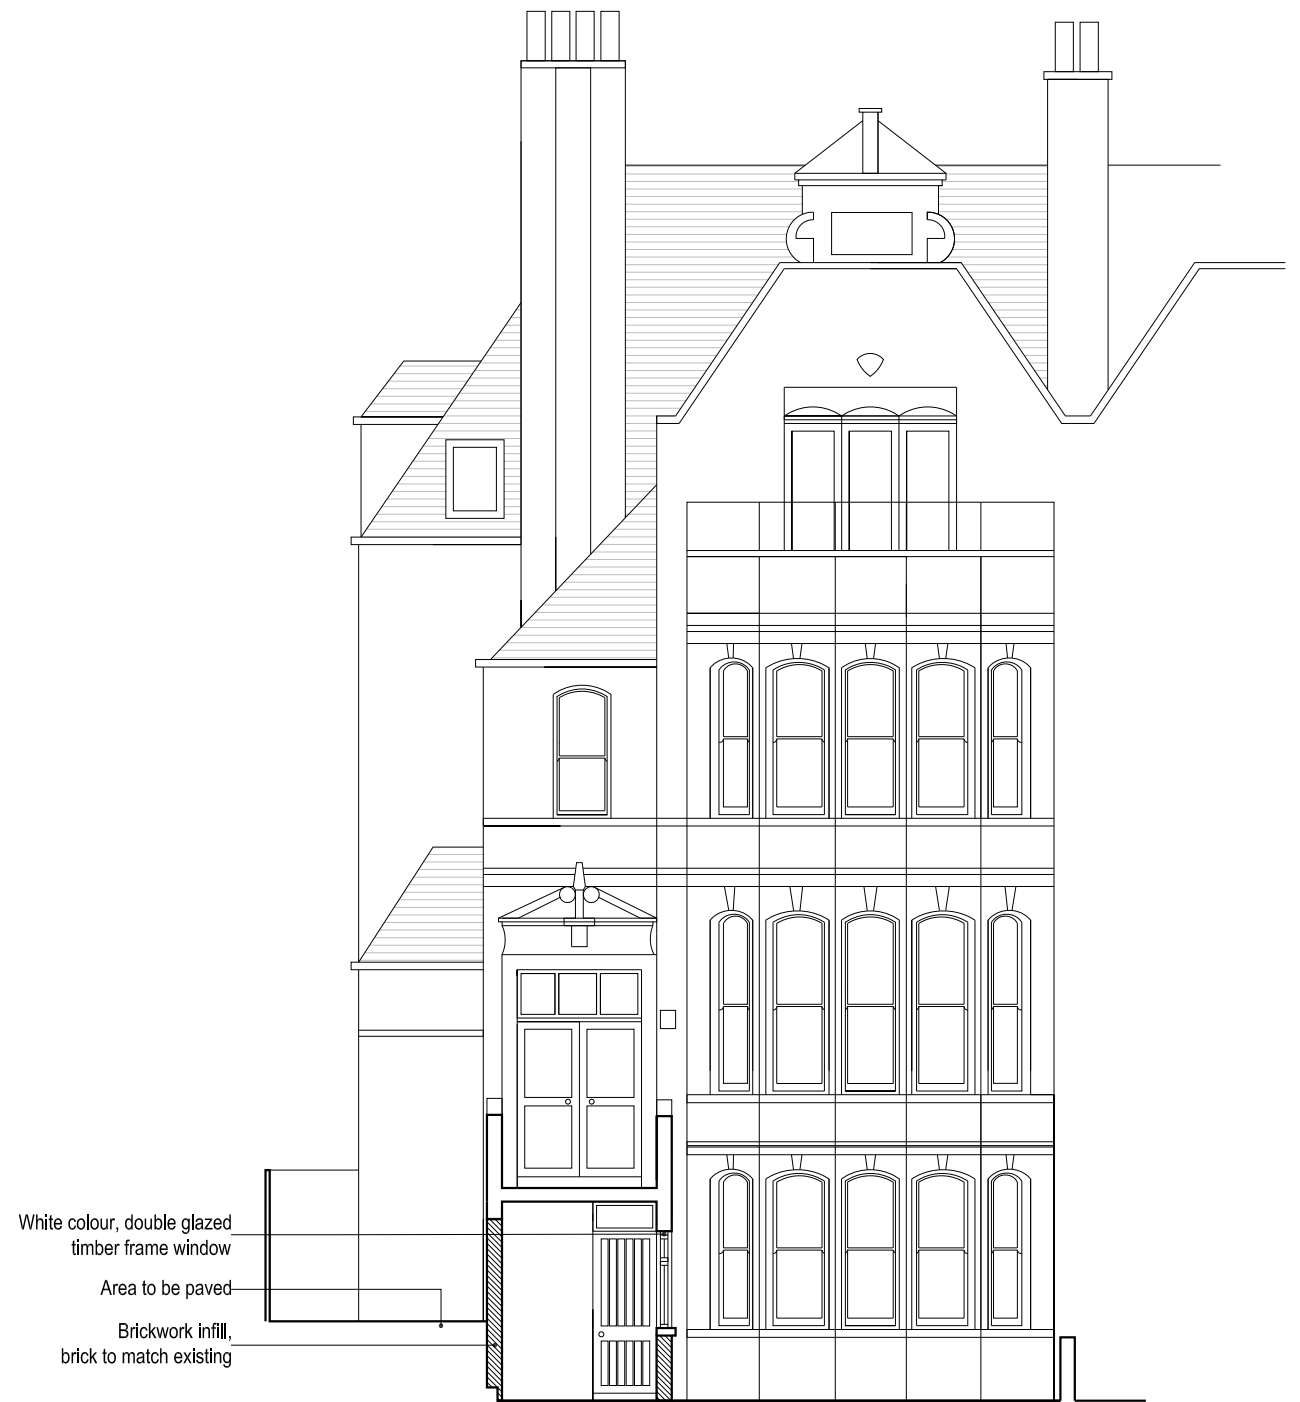 White colour, double glazed
timber frame window
Area to be paved
Brickwork infill,
brick to match existing